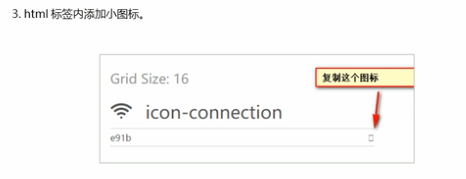 3. html 标签内添加小图标。
Grid Size: 16
复制这个图标
icon-connection
e91b